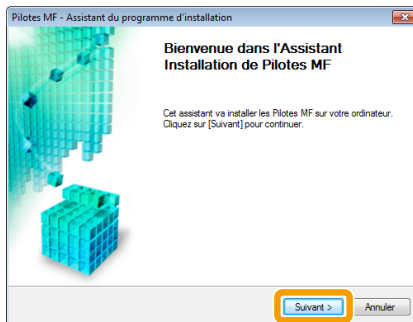 Pilotes MF - Assistant du programme d'installation
Bienvenue dans l'Assistant
Installation de Pilotes MF
Cet assistant va installer les Pilotes MF sur votre ordinateur.
Cliquez sur [Suivant] pour continuer.
Suivant >
Annuler